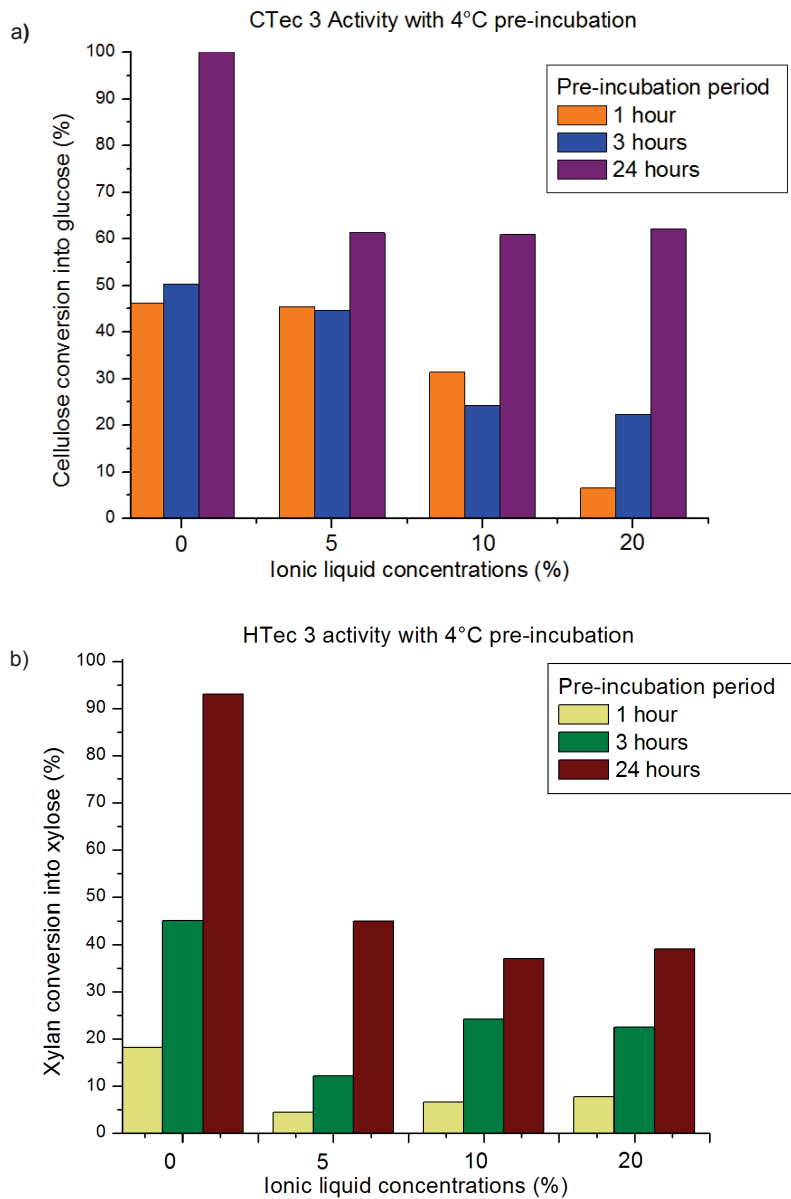 a)
CTec 3 Activity with 4°C pre-incubation
Cellulose conversion into glucose (%)
100
90
80
70
60
50
40
30
20
10
0
Pre-incubation period
1 hour
3 hours
24 hours
0 5 10 20
Ionic liquid concentrations (%)
b)
HTec 3 activity with 4°C pre-incubation
Xylan conversion into xylose (%)
100
90
80
70
60
50
40
30
20
10
0
Pre-incubation period
1 hour
3 hours
24 hours
0 5 10 20
Ionic liquid concentrations (%)